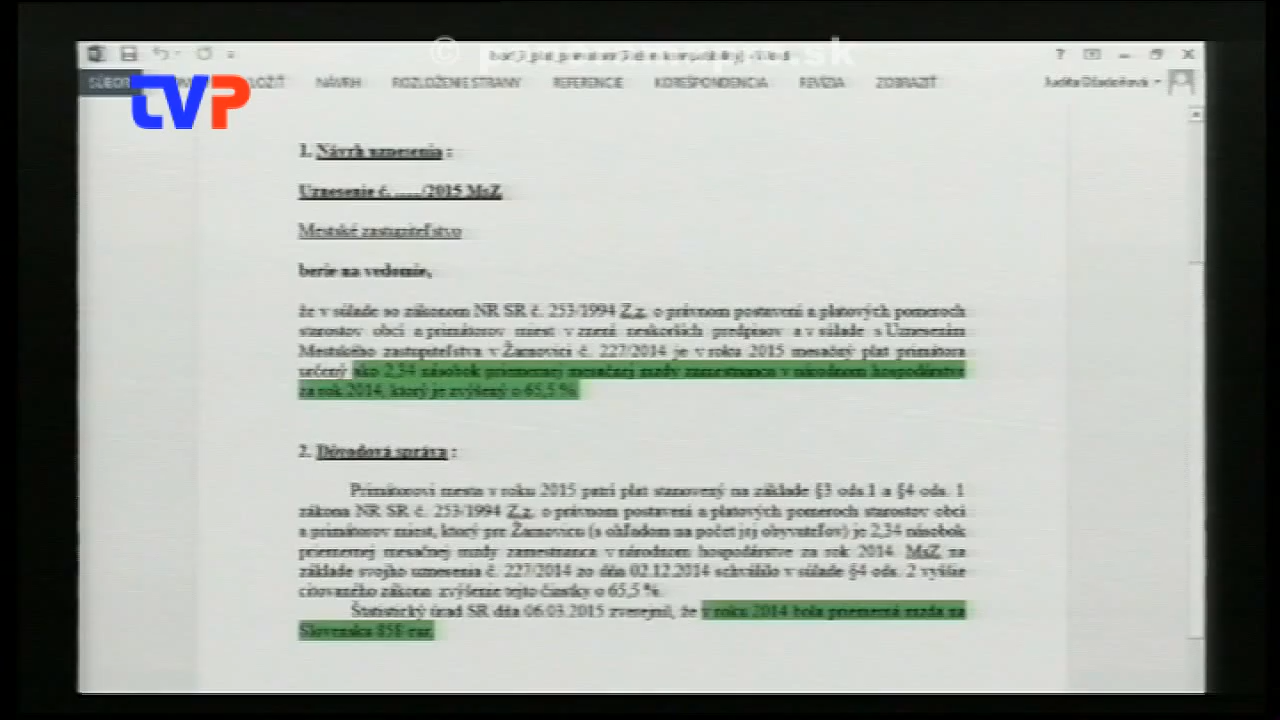 SÚBOR NÁVRH ROZLOŽENIE STRANY REFERENCIE KOREŠPONDENCIA REVÍZIA ZOBRAZIŤ
TVP
1. Návrh uznesenia :
Uznesenie č. ....../2015 MsZ
Mestské zastupiteľstvo
berie na vedomie,
že v súlade so zákonom NR SR č. 253/1994 Z.z. o právnom postavení a platových pomeroch
starostov obcí a primátorov miest v znení neskorších predpisov a v súlade s Uznesením
Mestského zastupiteľstva v Žarnovici č. 227/2014 je v roku 2015 mesačný plat primátora
určený ako 2,34 násobok priemernej mesačnej mzdy zamestnanca v národnom hospodárstve
za rok 2014, ktorý je zvýšený o 65,5 %.
2. Dôvodová správa :
Primátorovi mesta v roku 2015 patrí plat stanovený na základe §3 ods.1 a §4 ods. 1
zákona NR SR č. 253/1994 Z.z. o právnom postavení a platových pomeroch starostov obcí
a primátorov miest, ktorý pre Žarnovicu (s ohľadom na počet jej obyvateľov) je 2,34 násobok
priemernej mesačnej mzdy zamestnanca v národnom hospodárstve za rok 2014. MsZ na
základe svojho uznesenia č. 227/2014 zo dňa 02.12.2014 schválilo v súlade §4 ods. 2 vyššie
citovaného zákona zvýšenie tejto čiastky o 65,5 %.
Štatistický úrad SR dňa 06.03.2015 zverejnil, že v roku 2014 bola priemerná mzda na
Slovensku 858 eur.